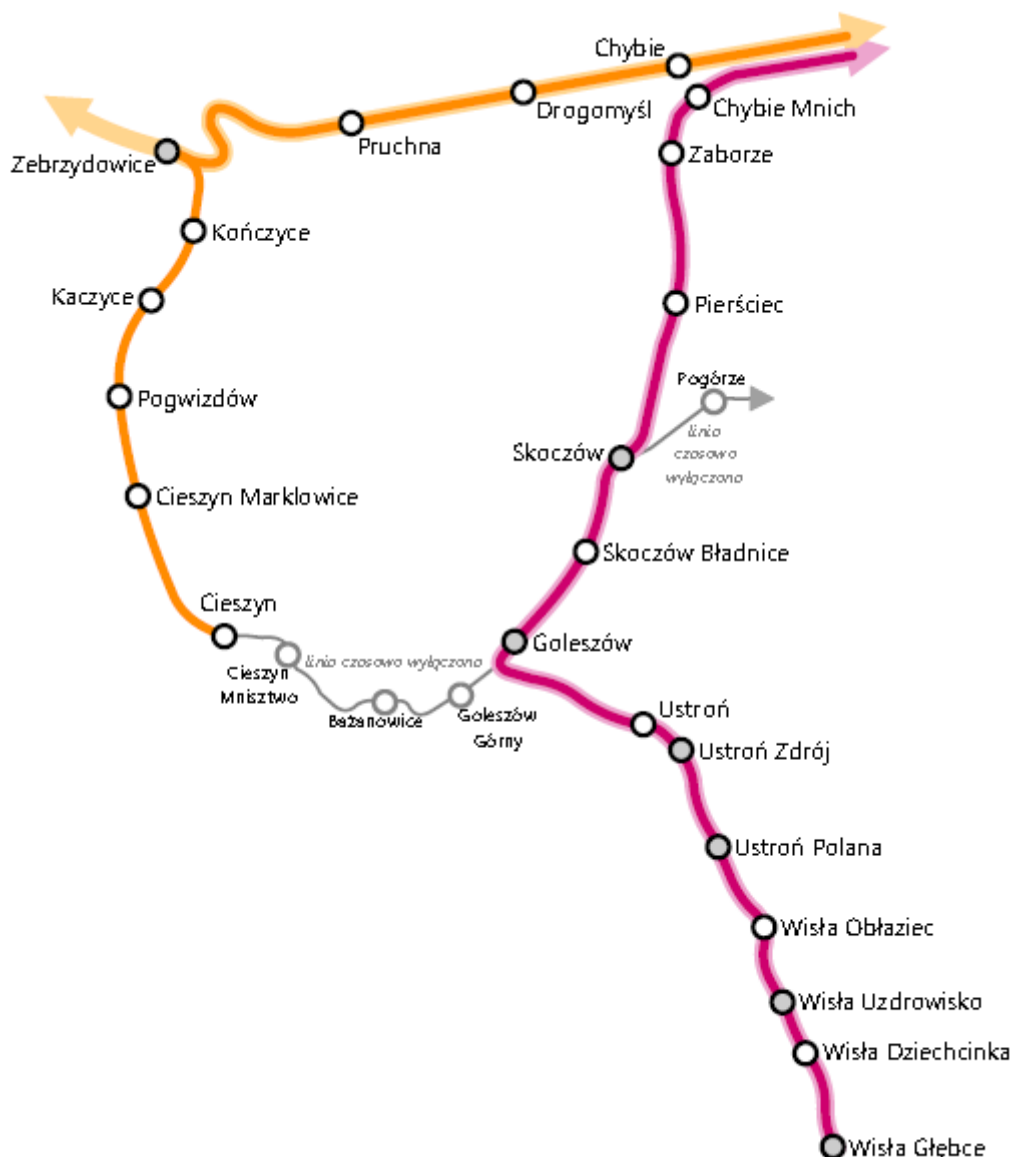 Chybie
Drogomyśl
Chybie Mnich
Pruchna
Zebrzydowice
Zaborze
Kończyce
Kaczyce
Pierściec
Pogórze
Pogwizdów
linia
czasowo
wyłączona
Skoczów
Cieszyn Marklowice
Skoczów Bładnice
Cieszyn
Goleszów
linia czasowo wyłączona
Cieszyn
Mnisztwo
Bażanowice
Goleszów
Górny
Ustroń
Ustroń Zdrój
Ustroń Polana
Wisła Obłaziec
Wisła Uzdrowisko
Wisła Dziechcinka
Wisła Głębce